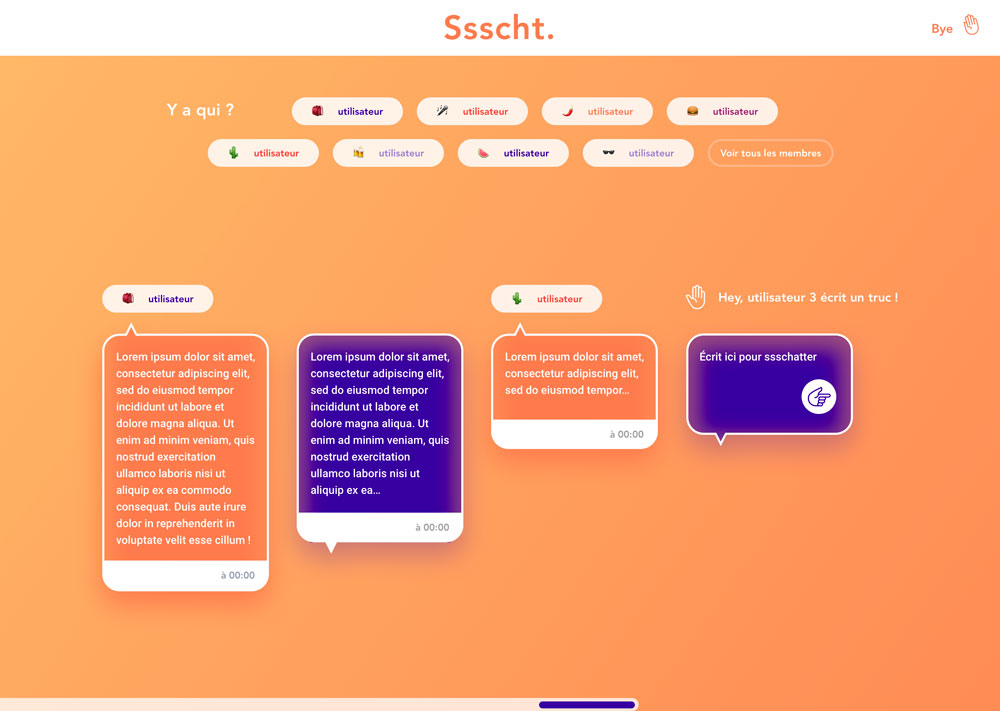 Ssscht.
Bye
Y a qui ?
utilisateur
utilisateur
utilisateur
utilisateur
utilisateur
utilisateur
utilisateur
utilisateur
Voir tous les membres
utilisateur
Lorem ipsum dolor sit amet,
consectetur adipiscing elit,
sed do eiusmod tempor
incididunt ut labore et
dolore magna aliqua. Ut
enim ad minim veniam, quis
nostrud exercitation
ullamco laboris nisi ut
aliquip ex ea commodo
consequat. Duis aute irure
dolor in reprehenderit in
voluptate velit esse cillum !
à 00:00
Lorem ipsum dolor sit amet,
consectetur adipiscing elit,
sed do eiusmod tempor
incididunt ut labore et
dolore magna aliqua. Ut
enim ad minim veniam, quis
nostrud exercitation
ullamco laboris nisi ut
aliquip ex ea...
à 00:00
utilisateur
Lorem ipsum dolor sit amet,
consectetur adipiscing elit,
sed do eiusmod tempor...
à 00:00
Hey, utilisateur 3 écrit un truc !
Écrit ici pour ssschatter